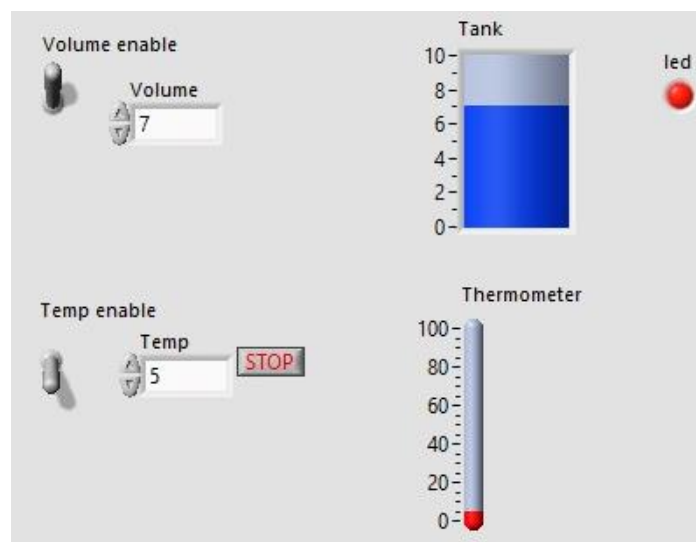 Volume enable
Volume
7
Tank
10
8
6
4
2
0
led
Temp enable
Temp
5
STOP
Thermometer
100
80
60
40
20
0